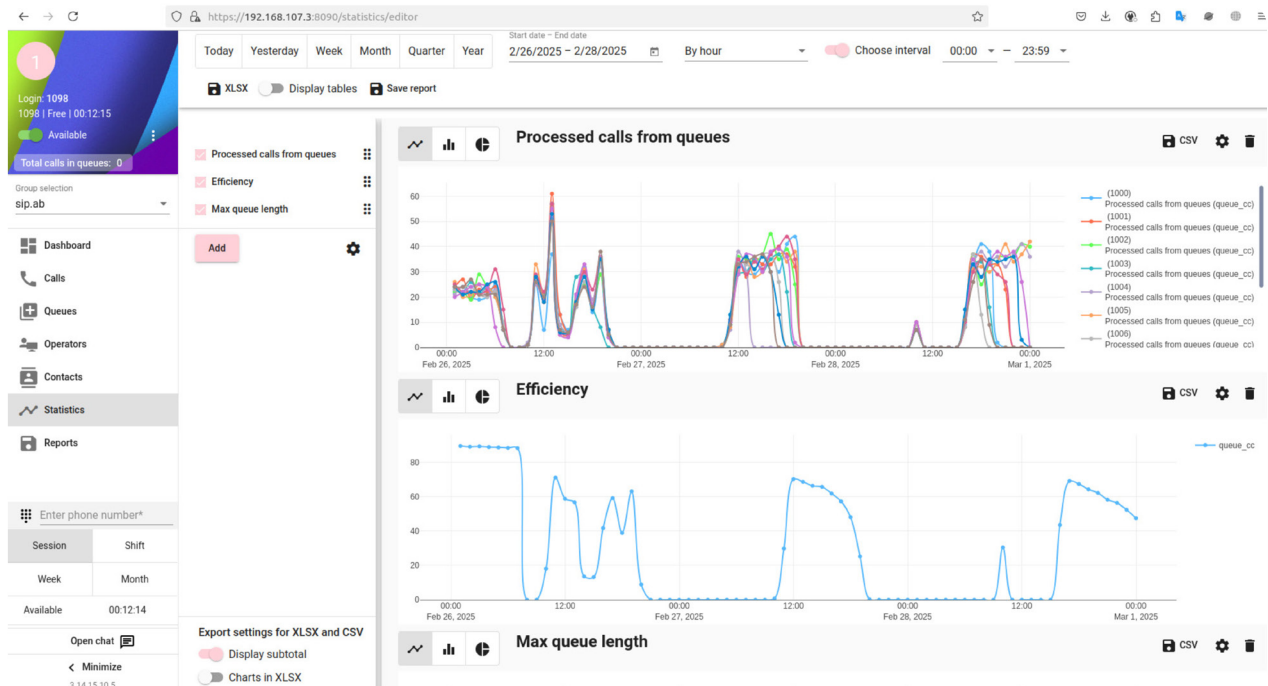 https://192.168.107.3:8090/statistics/editor
1
Login: 1098
1098 | Free | 00:12:15
Available
Total calls in queues: 0
Group selection
sip.ab
Dashboard
Calls
Queues
Operators
Contacts
Statistics
Reports
Enter phone number*
Session Shift
Week Month
Available 00:12:14
Open chat
Minimize
3.14.15.10.5
Today Yesterday Week Month Quarter Year
Start date – End date
2/26/2025 – 2/28/2025
By hour
Choose interval
00:00 – 23:59
XLSX Display tables Save report
Processed calls from queues
Efficiency
Max queue length
Add
Export settings for XLSX and CSV
Display subtotal
Charts in XLSX
Processed calls from queues
CSV
60
50
40
30
20
10
0
00:00 12:00 00:00 12:00 00:00 12:00 00:00
Feb 26, 2025 Feb 27, 2025 Feb 28, 2025 Mar 1, 2025
(1000)
Processed calls from queues (queue_cc)
(1001)
Processed calls from queues (queue_cc)
(1002)
Processed calls from queues (queue_cc)
(1003)
Processed calls from queues (queue_cc)
(1004)
Processed calls from queues (queue_cc)
(1005)
Processed calls from queues (queue_cc)
(1006)
Processed calls from queues (queue_cc)
Efficiency
CSV
80
60
40
20
0
00:00 12:00 00:00 12:00 00:00 12:00 00:00
Feb 26, 2025 Feb 27, 2025 Feb 28, 2025 Mar 1, 2025
queue_cc
Max queue length
CSV